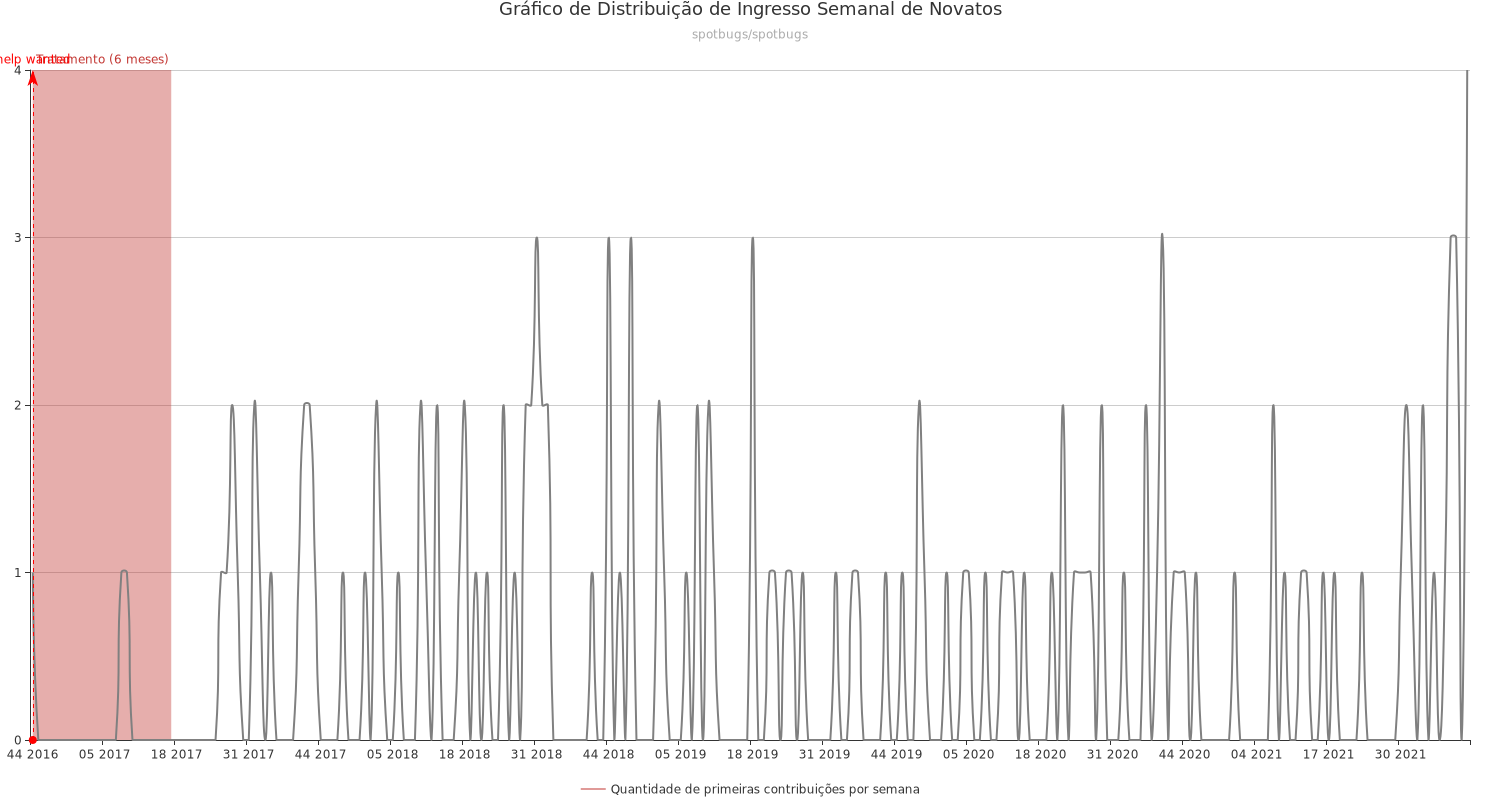 Gráfico de Distribuição de Ingresso Semanal de Novatos
spotbugs/spotbugs
help wanted
Tratamento (6 meses)
4
3
2
1
0
44 2016 05 2017 18 2017 31 2017 44 2017 05 2018 18 2018 31 2018 44 2018 05 2019 18 2019 31 2019 44 2019 05 2020 18 2020 31 2020 44 2020 04 2021 17 2021 30 2021
Quantidade de primeiras contribuições por semana